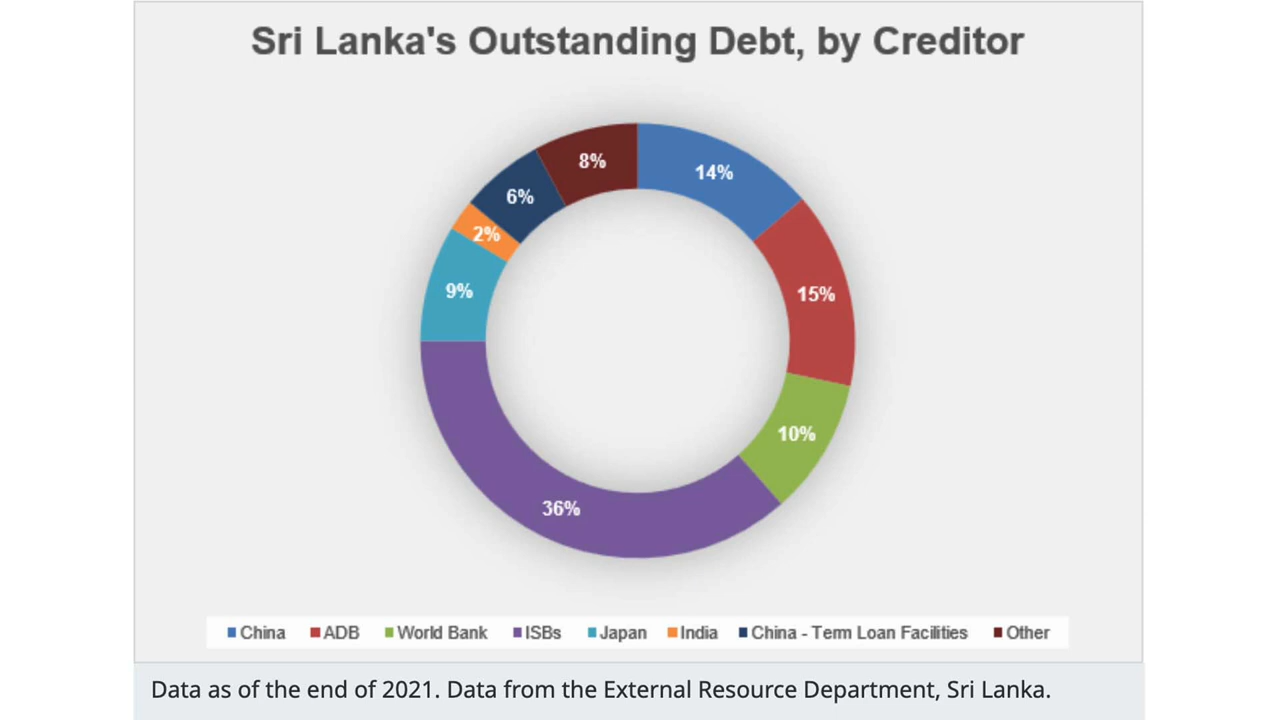 Sri Lanka's Outstanding Debt, by Creditor
8%
14%
6%
2%
15%
9%
10%
36%
China ADB World Bank ISBs Japan India China - Term Loan Facilities Other
Data as of the end of 2021. Data from the External Resource Department, Sri Lanka.